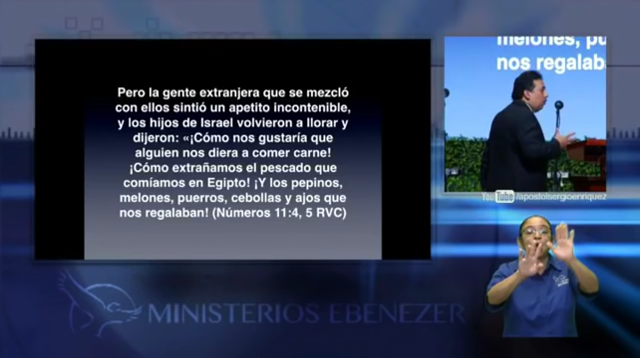 Pero la gente extranjera que se mezcló
con ellos sintió un apetito incontenible,
y los hijos de Israel volvieron a llorar y
dijeron: «¡Cómo nos gustaría que
alguien nos diera a comer carne!
¡Cómo extrañamos el pescado que
comíamos en Egipto! ¡Y los pepinos,
melones, puerros, cebollas y ajos que
nos regalaban! (Números 11:4, 5 RVC)
melones, pu
nos regalab
YouTube /apostolsergioenriquez
MINISTERIOS EBENEZER